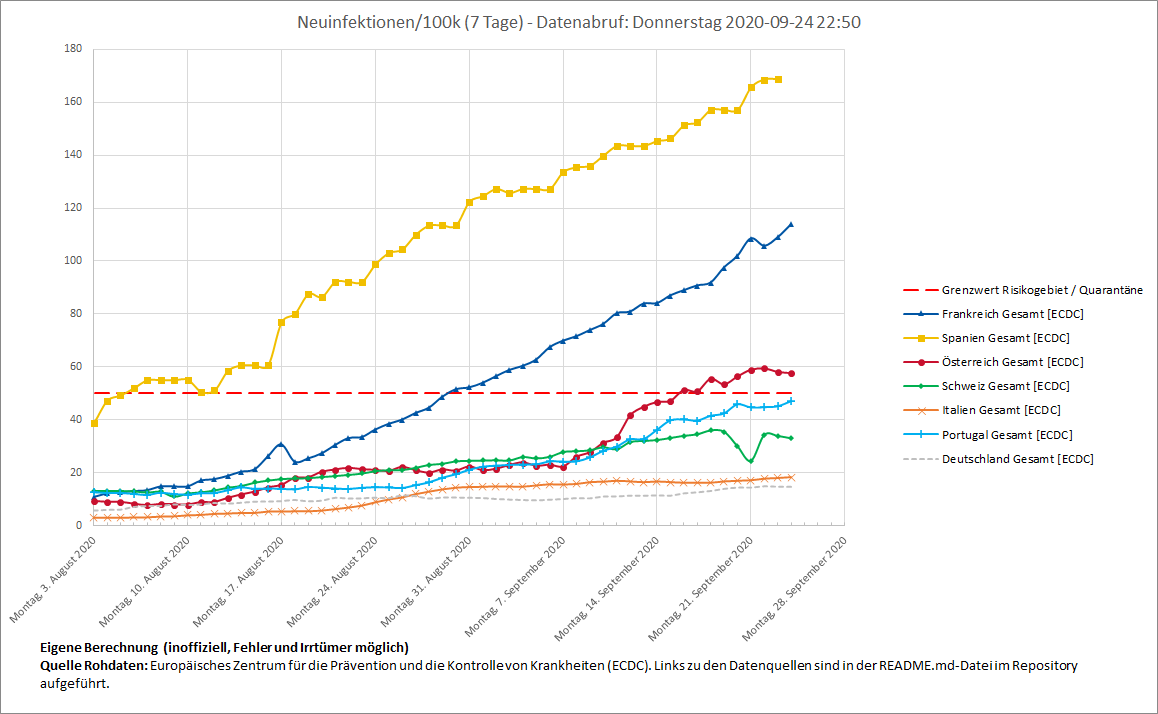 Neuinfektionen/100k (7 Tage) - Datenabruf: Donnerstag 2020-09-24 22:50
180
160
140
120
100
80
60
40
20
0
Montag, 3. August 2020
Montag, 10. August 2020
Montag, 17. August 2020
Montag, 24. August 2020
Montag, 31. August 2020
Montag, 7. September 2020
Montag, 14. September 2020
Montag, 21. September 2020
Montag, 28. September 2020
Grenzwert Risikogebiet / Quarantäne
Frankreich Gesamt [ECDC]
Spanien Gesamt [ECDC]
Österreich Gesamt [ECDC]
Schweiz Gesamt [ECDC]
Italien Gesamt [ECDC]
Portugal Gesamt [ECDC]
Deutschland Gesamt [ECDC]
Eigene Berechnung (inoffiziell, Fehler und Irrtümer möglich)
Quelle Rohdaten: Europäisches Zentrum für die Prävention und die Kontrolle von Krankheiten (ECDC). Links zu den Datenquellen sind in der README.md-Datei im Repository
aufgeführt.